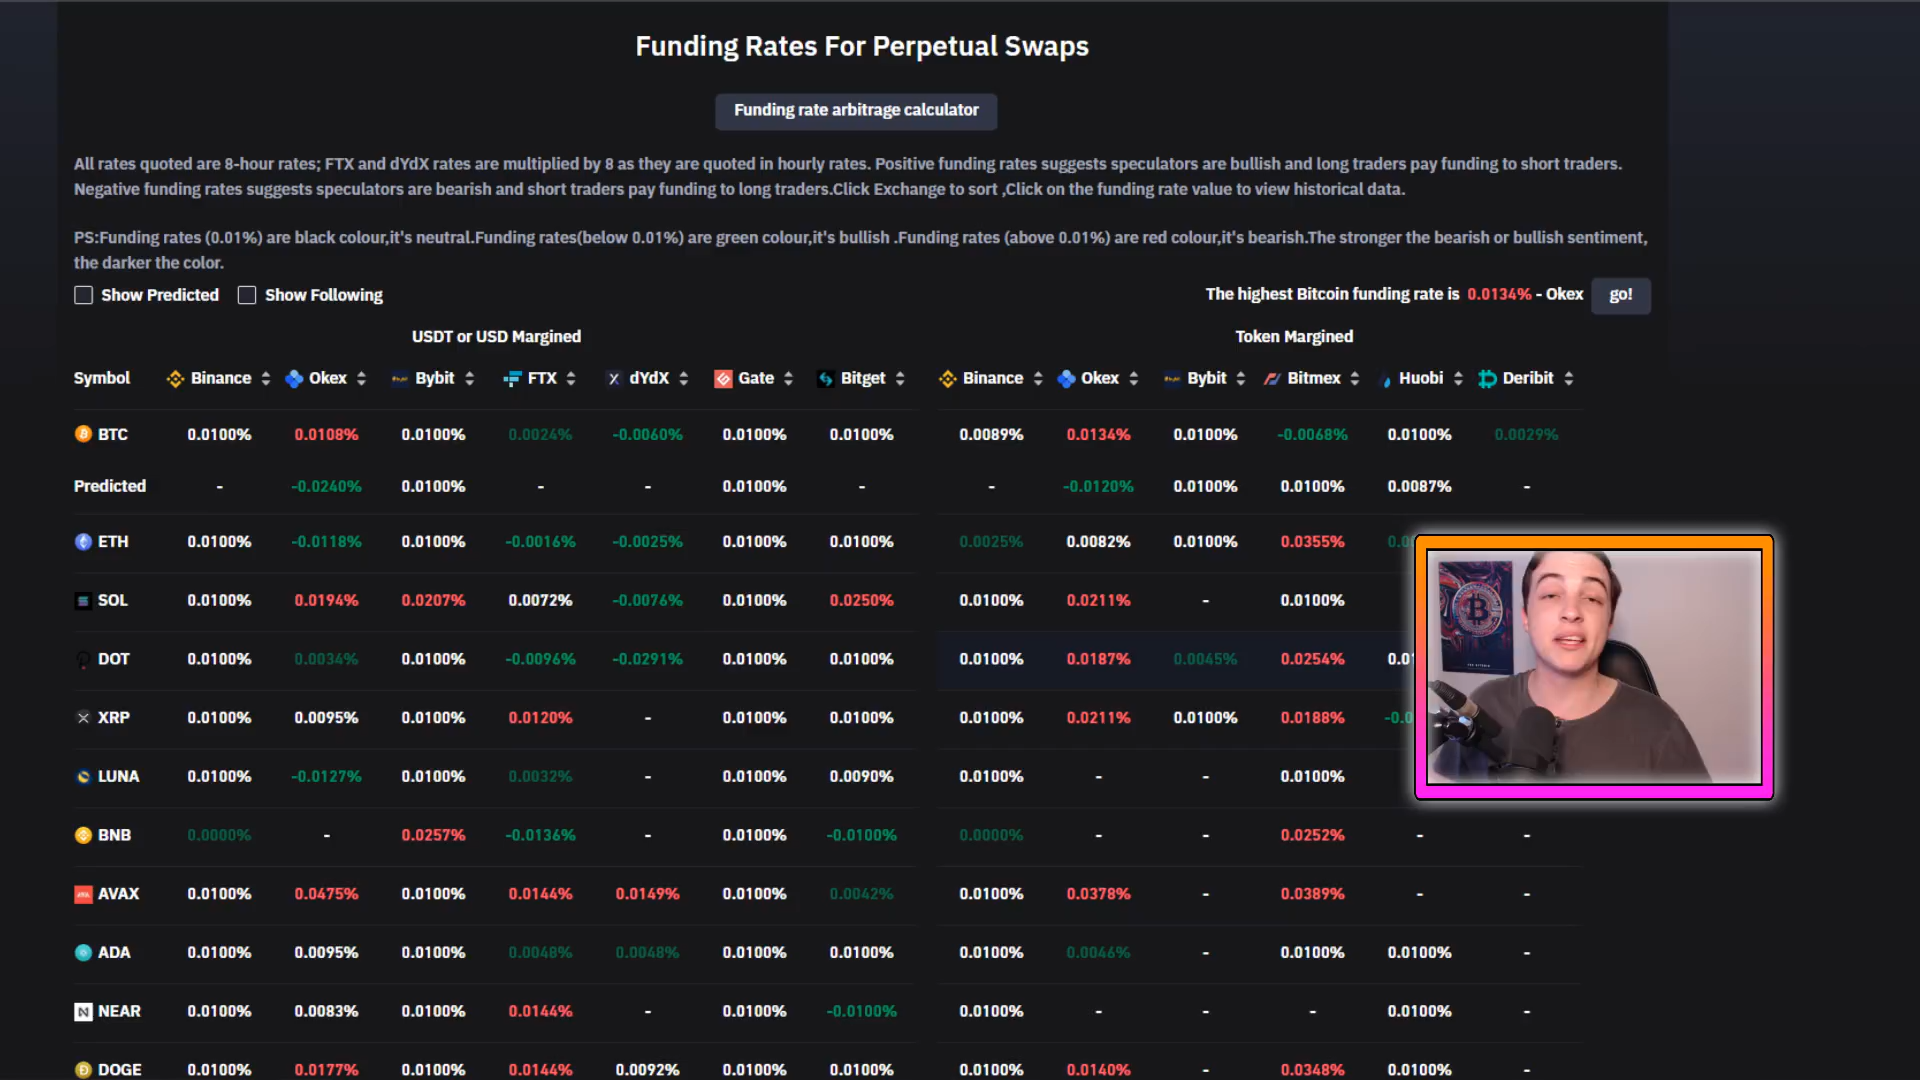 Funding Rates For Perpetual Swaps
Funding rate arbitrage calculator
All rates quoted are 8-hour rates; FTX and dYdX rates are multiplied by 8 as they are quoted in hourly rates. Positive funding rates suggests speculators are bullish and long traders pay funding to short traders.
Negative funding rates suggests speculators are bearish and short traders pay funding to long traders.Click Exchange to sort ,Click on the funding rate value to view historical data.
PS:Funding rates (0.01%) are black colour,it's neutral.Funding rates(below 0.01%) are green colour,it's bullish .Funding rates (above 0.01%) are red colour,it's bearish.The stronger the bearish or bullish sentiment,
the darker the color.
Show Predicted Show Following The highest Bitcoin funding rate is 0.0134% - Okex go!
USDT or USD Margined Token Margined
Symbol Binance Okex Bybit FTX dYdX Gate Bitget Binance Okex Bybit Bitmex Huobi Deribit
BTC 0.0100% 0.0108% 0.0100% 0.0024% -0.0060% 0.0100% 0.0100% 0.0089% 0.0134% 0.0100% -0.0068% 0.0100% 0.0029%
Predicted - -0.0240% 0.0100% - - 0.0100% - - -0.0120% 0.0100% 0.0100% 0.0087% -
ETH 0.0100% -0.0118% 0.0100% -0.0016% -0.0025% 0.0100% 0.0100% 0.0025% 0.0082% 0.0100% 0.0355%
SOL 0.0100% 0.0194% 0.0207% 0.0072% -0.0076% 0.0100% 0.0250% 0.0100% 0.0211% - 0.0100%
DOT 0.0100% 0.0034% 0.0100% -0.0096% -0.0291% 0.0100% 0.0100% 0.0100% 0.0187% 0.0045% 0.0254%
XRP 0.0100% 0.0095% 0.0100% 0.0120% - 0.0100% 0.0100% 0.0100% 0.0211% 0.0100% 0.0188%
LUNA 0.0100% -0.0127% 0.0100% 0.0032% - 0.0100% 0.0090% 0.0100% - - 0.0100%
BNB 0.0000% - 0.0257% -0.0136% - 0.0100% -0.0100% 0.0000% - - 0.0252% - -
AVAX 0.0100% 0.0475% 0.0100% 0.0144% 0.0149% 0.0100% 0.0042% 0.0100% 0.0378% - 0.0389% - -
ADA 0.0100% 0.0095% 0.0100% 0.0048% 0.0048% 0.0100% 0.0100% 0.0100% 0.0046% - 0.0100% 0.0100% -
NEAR 0.0100% 0.0083% 0.0100% 0.0144% - 0.0100% -0.0100% 0.0100% - - - 0.0100% -
DOGE 0.0100% 0.0177% 0.0100% 0.0144% 0.0092% 0.0100% 0.0100% 0.0100% 0.0140% - 0.0348% 0.0100% -